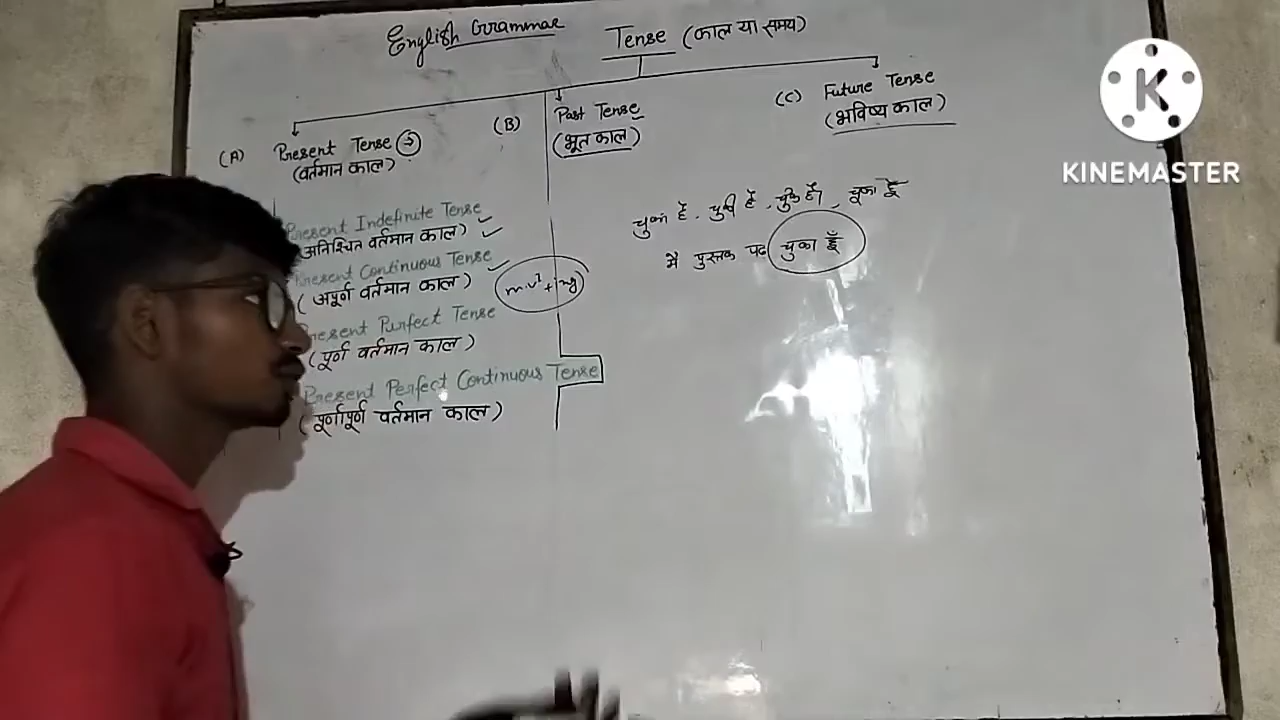 English Grammar
Tense (काल या समय)
(A) Present Tense
(वर्तमान काल)
(B) Past Tense
(भूत काल)
(C) Future Tense
(भविष्य काल)
Present Indefinite Tense
(अनिश्चित वर्तमान काल)
Present Continuous Tense
(अपूर्ण वर्तमान काल)
Present Perfect Tense
(पूर्ण वर्तमान काल)
Present Perfect Continuous Tense
(पूर्णापूर्ण वर्तमान काल)
चुका है, चुकी है, चुके हैं, चूका हूँ
मैं पुस्तक पढ चुका हूँ
K
KINEMASTER